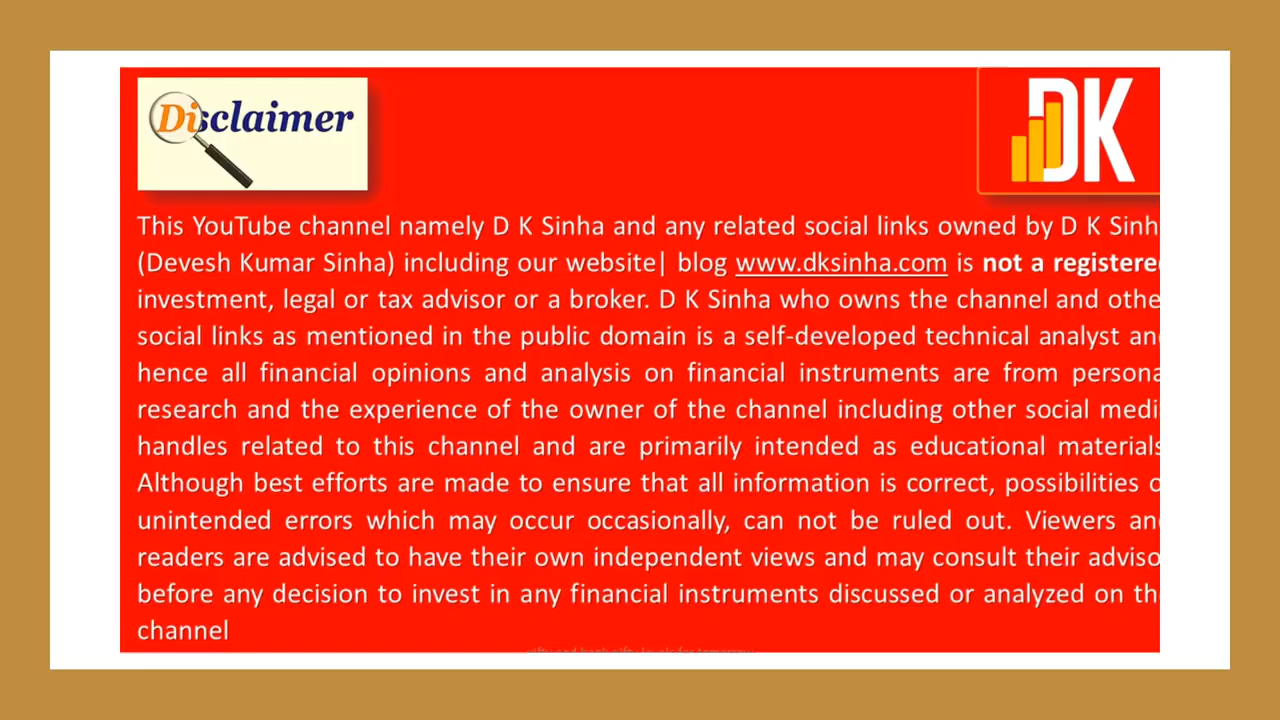 Disclaimer
DK
This YouTube channel namely D K Sinha and any related social links owned by D K Sinh
(Devesh Kumar Sinha) including our website| blog www.dksinha.com is not a registere
investment, legal or tax advisor or a broker. D K Sinha who owns the channel and othe
social links as mentioned in the public domain is a self-developed technical analyst an
hence all financial opinions and analysis on financial instruments are from persona
research and the experience of the owner of the channel including other social medi
handles related to this channel and are primarily intended as educational materials
Although best efforts are made to ensure that all information is correct, possibilities o
unintended errors which may occur occasionally, can not be ruled out. Viewers an
readers are advised to have their own independent views and may consult their adviso
before any decision to invest in any financial instruments discussed or analyzed on th
channel